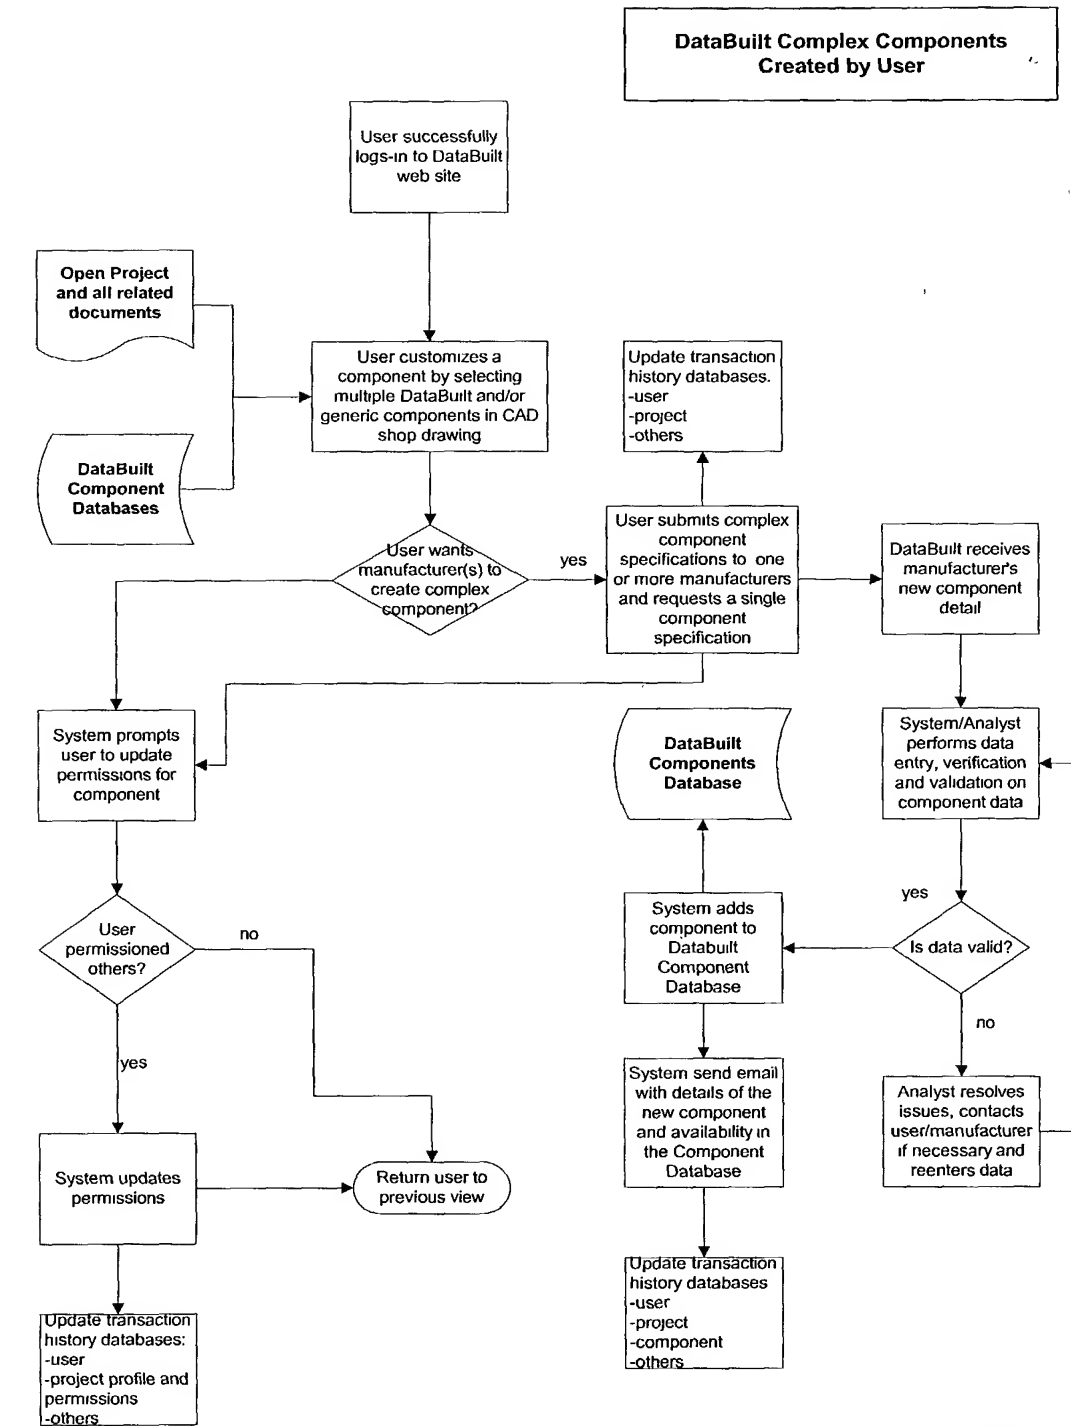 DataBuilt Complex Components
Created by User
User successfully
logs-in to DataBuilt
web site
Open Project
and all related
documents
User customizes a
component by selecting
multiple DataBuilt and/or
generic components in CAD
shop drawing
Update transaction
history databases.
-user
-project
-others
DataBuilt
Component
Databases
User wants
manufacturer(s) to
create complex
component?
yes
User submits complex
component
specifications to one
or more manufacturers
and requests a single
component
specification
DataBuilt receives
manufacturer's
new component
detail
System prompts
user to update
permissions for
component
DataBuilt
Components
Database
System/Analyst
performs data
entry, verification
and validation on
component data
User
permissioned
others?
no
yes
System adds
component to
Databuilt
Component
Database
yes
Is data valid?
no
System send email
with details of the
new component
and availability in
the Component
Database
Analyst resolves
issues, contacts
user/manufacturer
if necessary and
reenters data
System updates
permissions
Return user to
previous view
Update transaction
history databases:
-user
-project profile and
permissions
-others
Update transaction
history databases
-user
-project
-component
-others